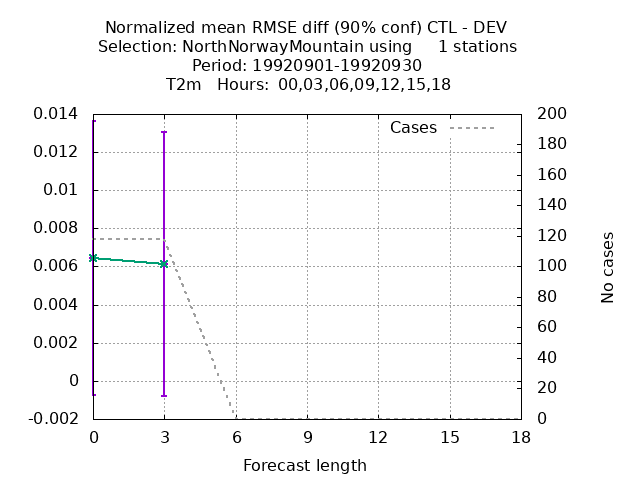 Normalized mean RMSE diff (90% conf) CTL - DEV
Selection: NorthNorwayMountain using 1 stations
Period: 19920901-19920930
T2m Hours: 00,03,06,09,12,15,18
Cases
0.014
0.012
0.01
0.008
0.006
0.004
0.002
0
-0.002
200
180
160
140
120
100
80
60
40
20
0
No cases
0 3 6 9 12 15 18
Forecast length